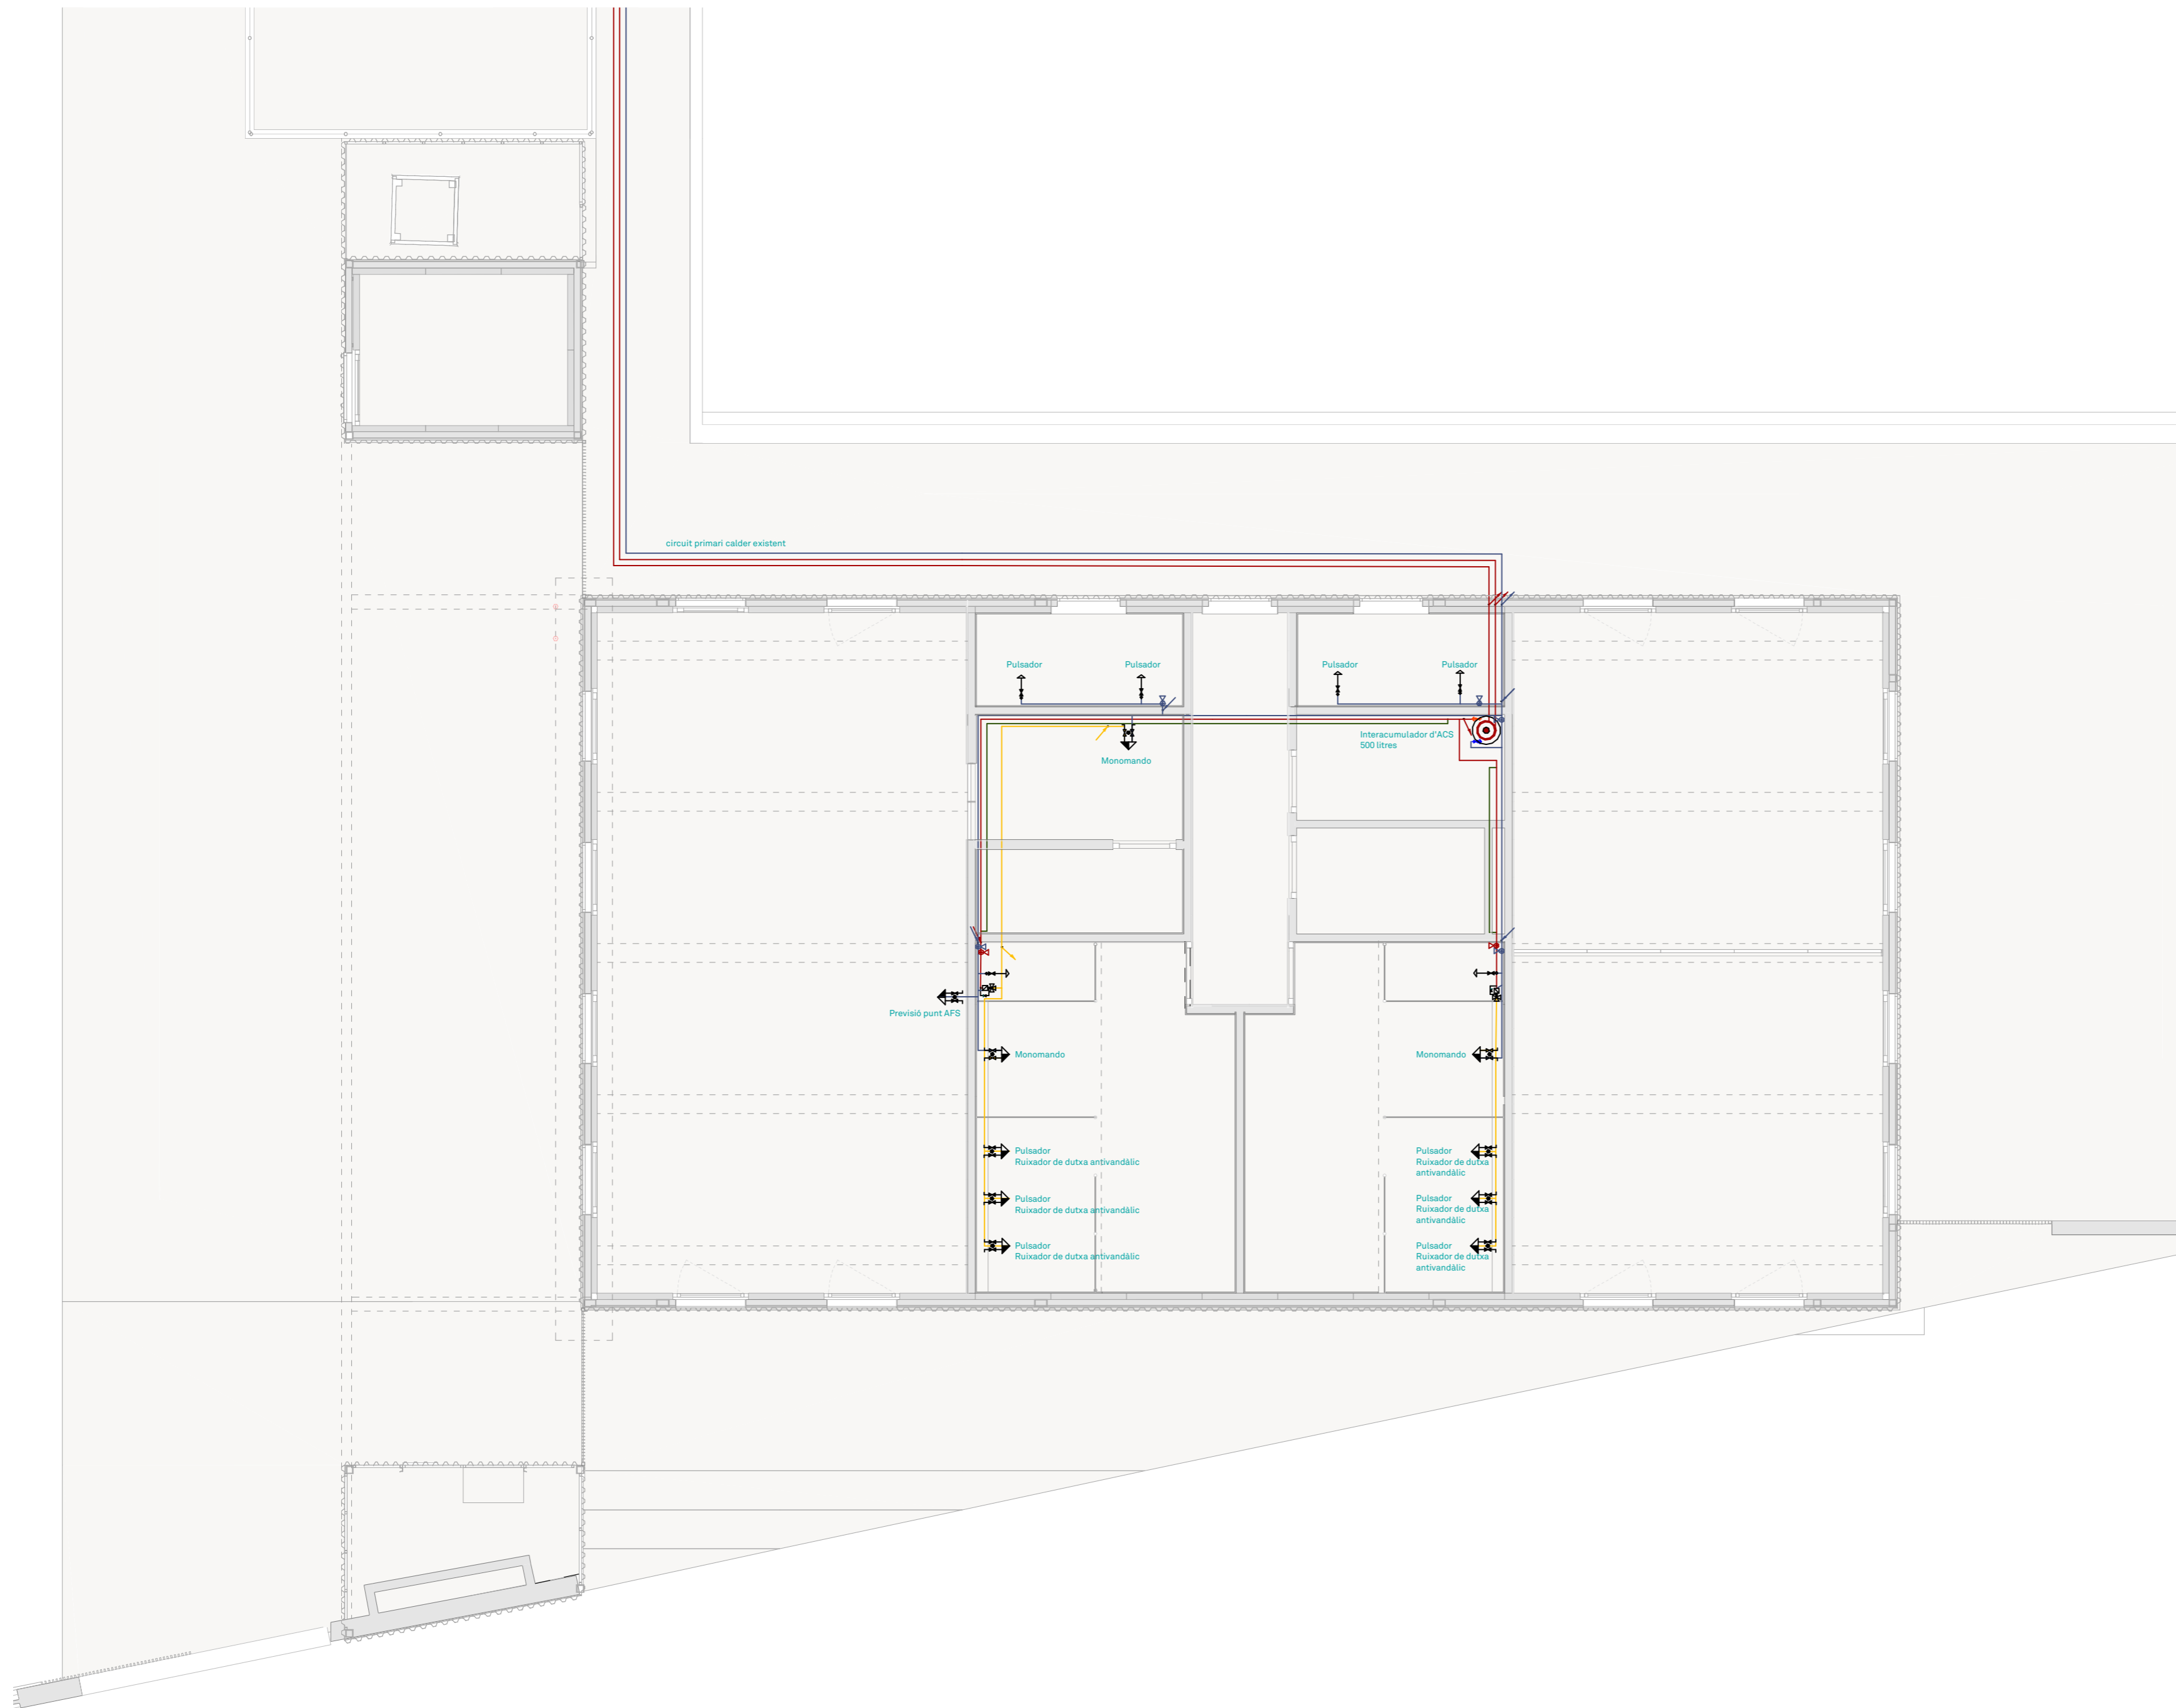 circuit primari calder existent
Pulsador
Pulsador
Pulsador
Pulsador
Interacumulador d'ACS
500 litres
Monomando
Previsió punt AFS
Monomando
Monomando
Pulsador
Ruixador de dutxa antivandàlic
Pulsador
Ruixador de dutxa
antivandàlic
Pulsador
Ruixador de dutxa antivandàlic
Pulsador
Ruixador de dutxa
antivandàlic
Pulsador
Ruixador de dutxa antivandàlic
Pulsador
Ruixador de dutxa
antivandàlic